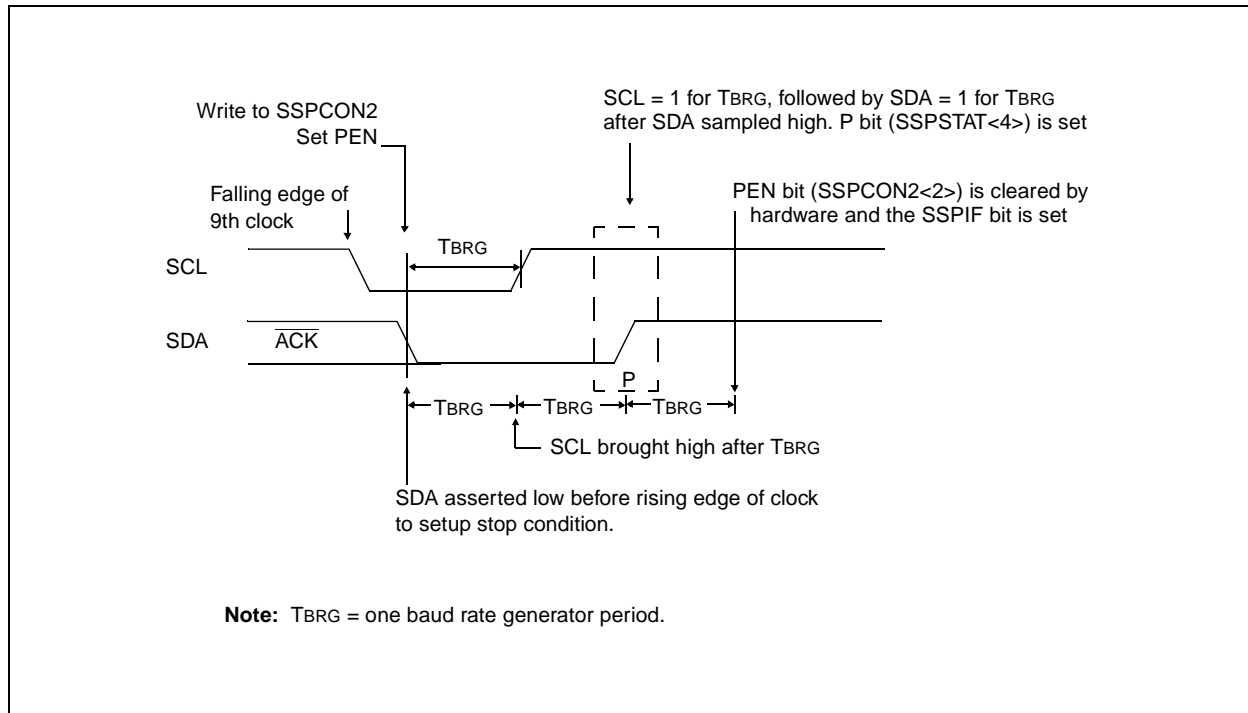 Write to SSPCON2
Set PEN
SCL = 1 for TBRG, followed by SDA = 1 for TBRG
after SDA sampled high. P bit (SSPSTAT<4>) is set
Falling edge of
9th clock
PEN bit (SSPCON2<2>) is cleared by
hardware and the SSPIF bit is set
TBRG
SCL
SDA
ACK
P
TBRG
TBRG
TBRG
SCL brought high after TBRG
SDA asserted low before rising edge of clock
to setup stop condition.
Note: TBRG = one baud rate generator period.